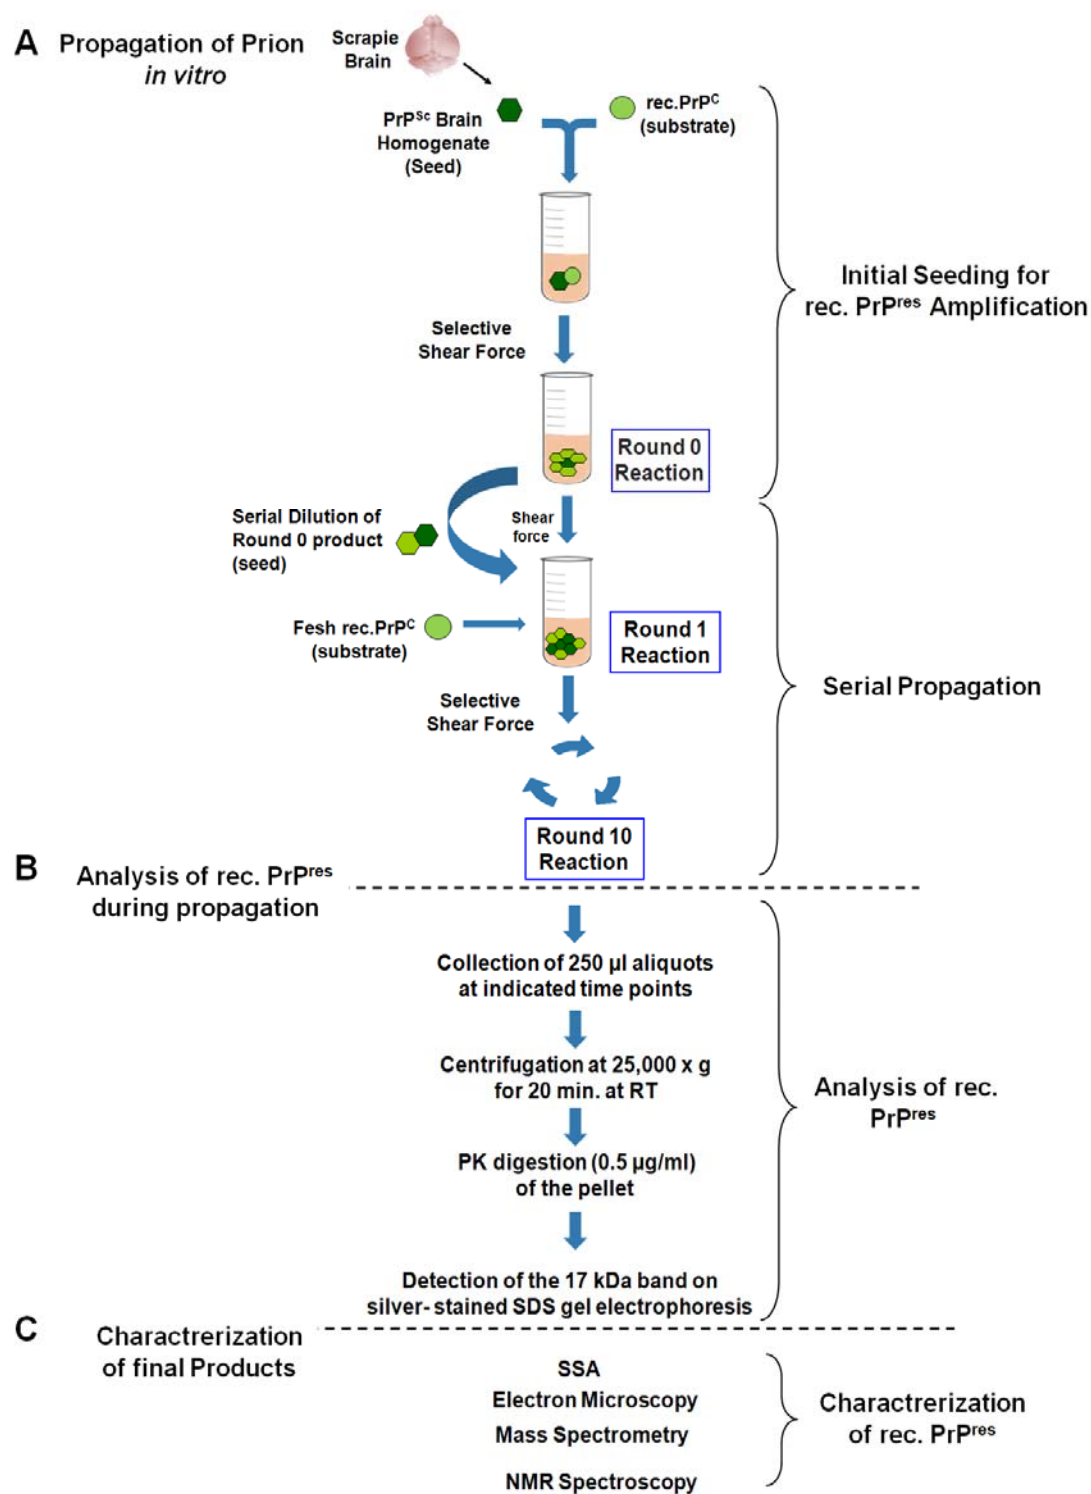 A
Propagation of Prion
in vitro
Scrapie
Brain
PrPSc Brain
Homogenate
(Seed)
rec.PrPC
(substrate)
Initial Seeding for
rec. PrPres Amplification
Selective
Shear Force
Round 0
Reaction
Serial Dilution of
Round 0 product
(seed)
Shear
force
Fesh rec.PrPC
(substrate)
Round 1
Reaction
Serial Propagation
Selective
Shear Force
Round 10
Reaction
B
Analysis of rec. PrPres
during propagation
Collection of 250 µl aliquots
at indicated time points
Centrifugation at 25,000 x g
for 20 min. at RT
Analysis of rec.
PrPres
PK digestion (0.5 µg/ml)
of the pellet
Detection of the 17 kDa band on
silver- stained SDS gel electrophoresis
C
Charactrerization
of final Products
SSA
Electron Microscopy
Mass Spectrometry
NMR Spectroscopy
Charactrerization
of rec. PrPres